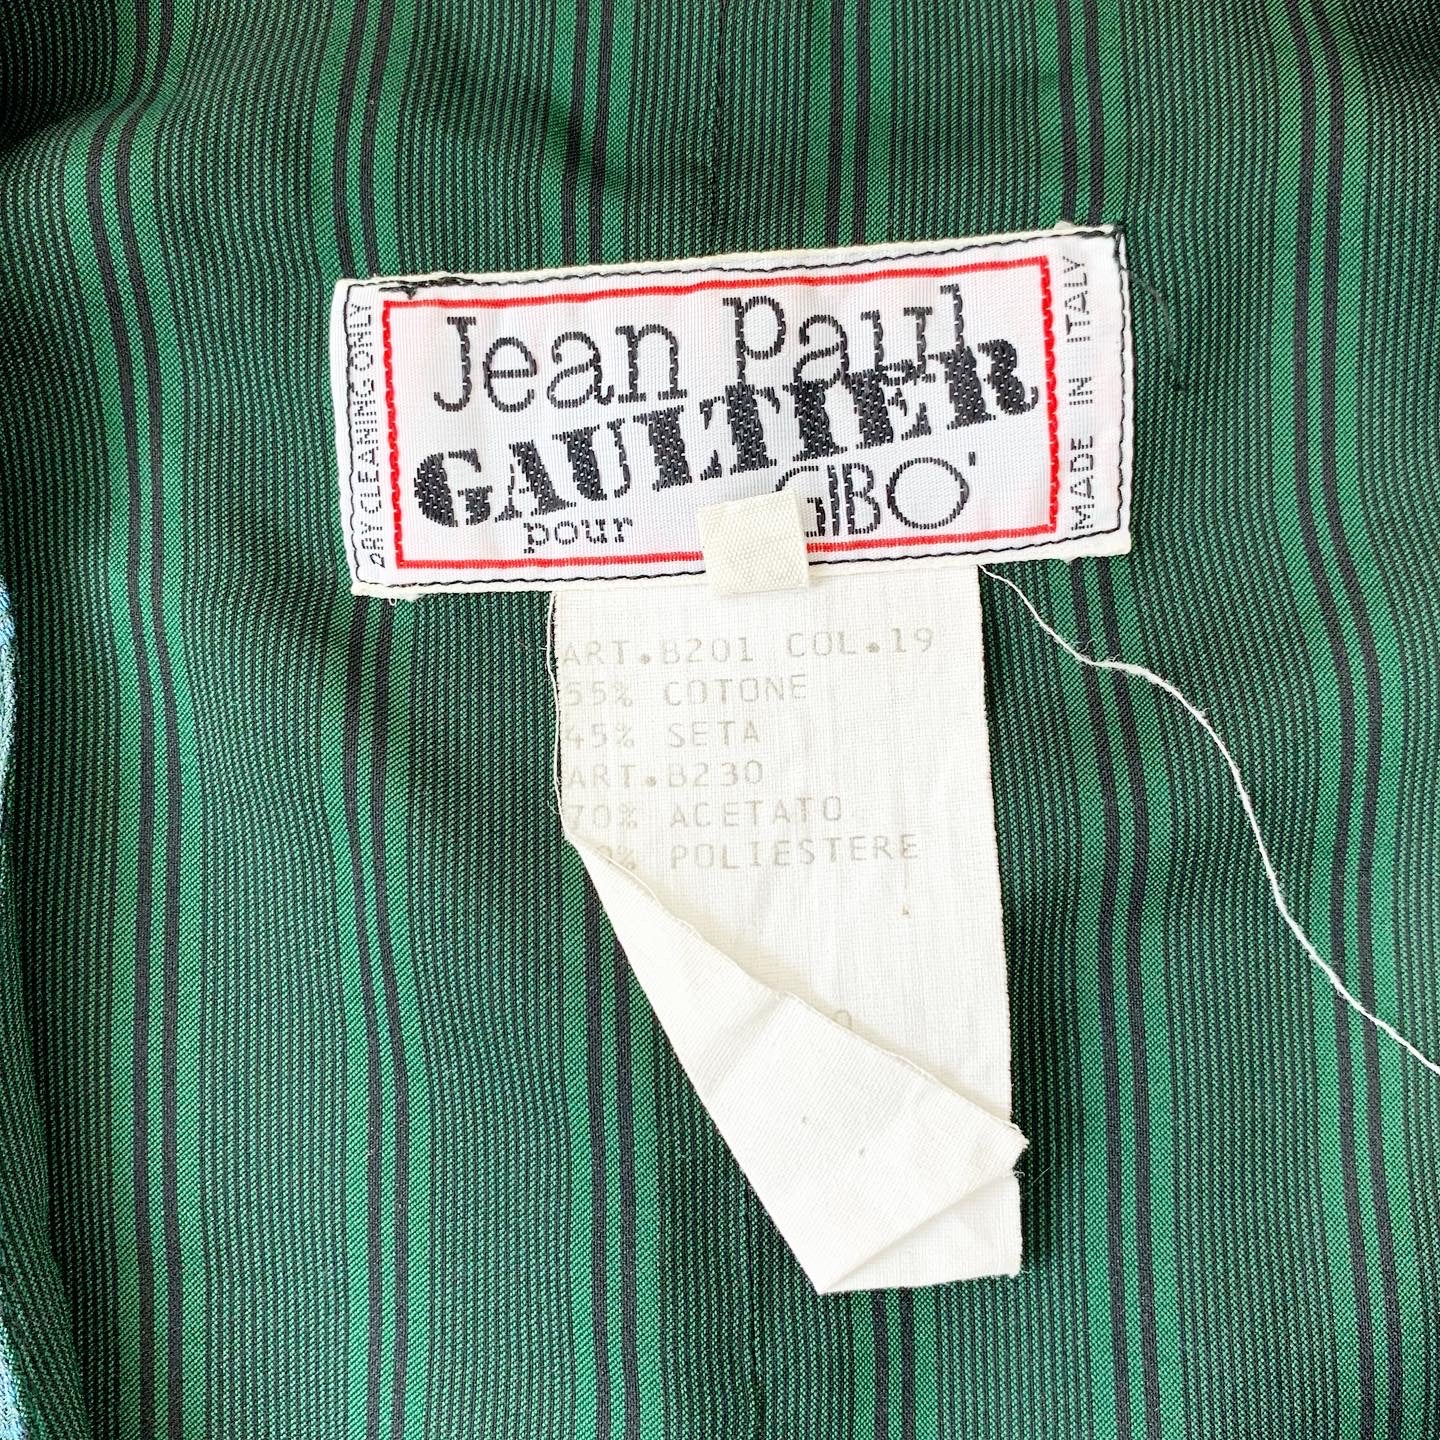 DRY CLEANING ONLY
Jean Paul
GAULTIER
pour GIBO'
MADE IN ITALY
ART.B201 COL.19
55% COTONE
45% SETA
ART.B230
70% ACETATO
POLIESTERE